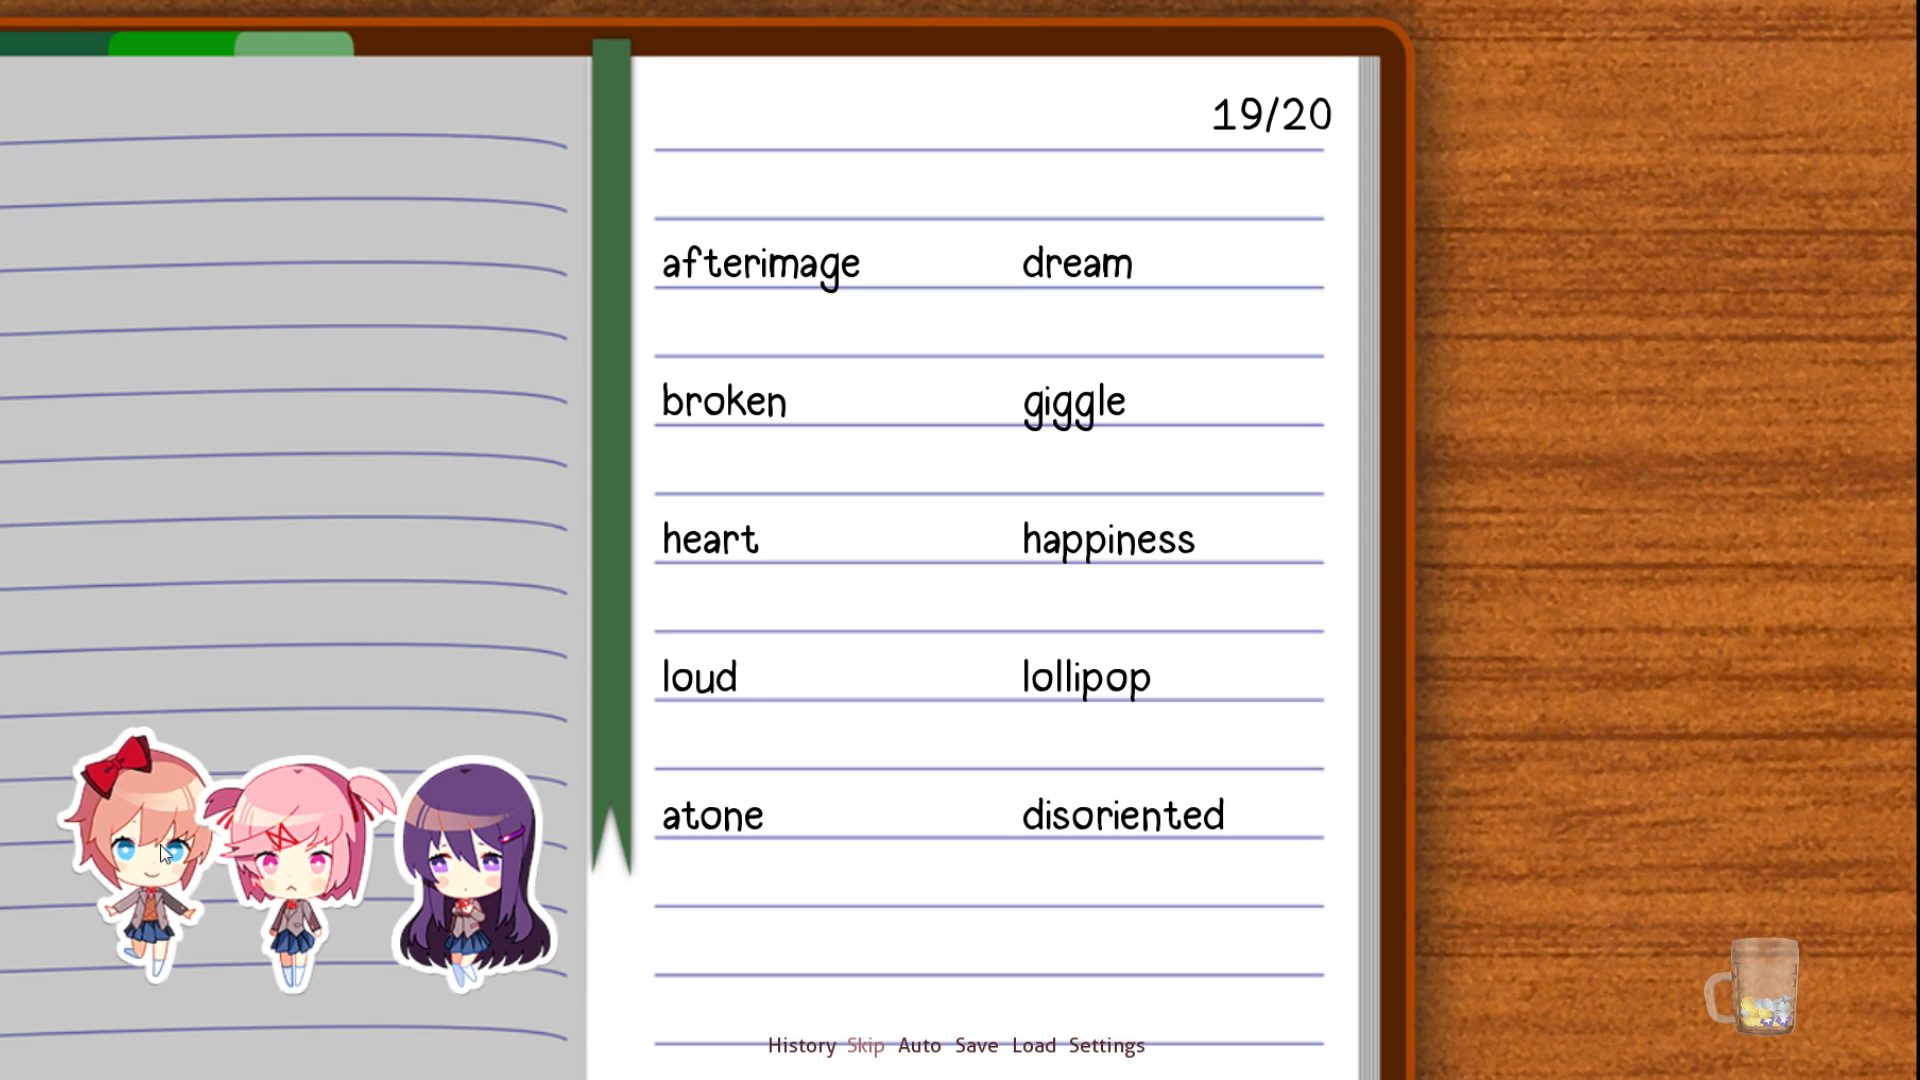 19/20
afterimage dream
broken giggle
heart happiness
loud lollipop
atone disoriented
History Skip Auto Save Load Settings